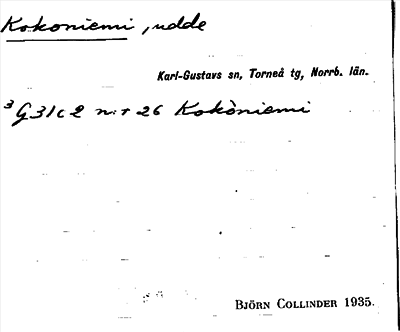 Kokoniemi, udde
Karl-Gustavs sn, Torneå tg, Norrb. län.
³G31c2 n:r 26 Kokòniemi
BJÖRN COLLINDER 1935.